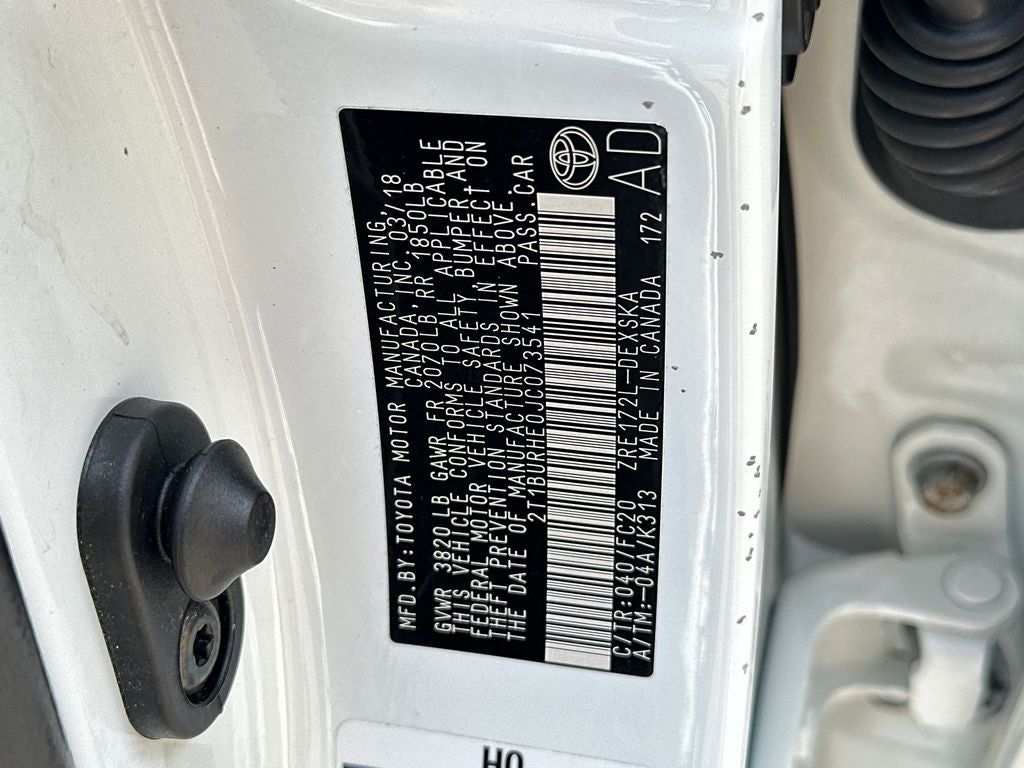 MFD.BY:TOYOTA MOTOR MANUFACTURING,
CANADA, INC. 03/18
GVWR 3820 LB GAWR FR 2070LB, RR 1850LB
THIS VEHICLE CONFORMS TO ALL APPLICABLE
FEDERAL MOTOR VEHICLE SAFETY, BUMPER AND
THEFT PREVENTION STANDARDS IN EFFECT ON
THE DATE OF MANUFACTURE SHOWN ABOVE.
2T1BURHE0JC073541 PASS.CAR
C/TR:040/FC20 ZRE172L-DEXSKA
A/TM:-04A/K313 MADE IN CANADA 172
AD
HO